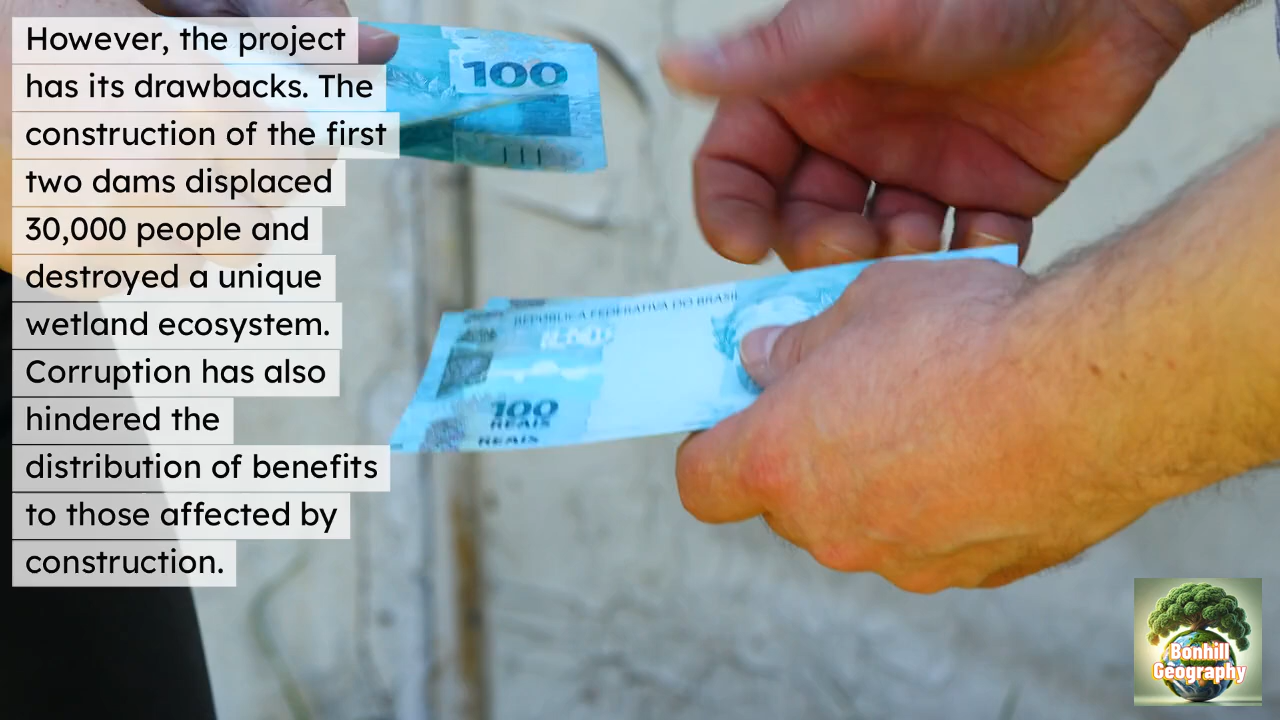 However, the project
has its drawbacks. The
construction of the first
two dams displaced
30,000 people and
destroyed a unique
wetland ecosystem.
Corruption has also
hindered the
distribution of benefits
to those affected by
construction.
100
REPÚBLICA FEDERATIVA DO BRASIL
100
REAIS
REAIS
Bonhill
Geography